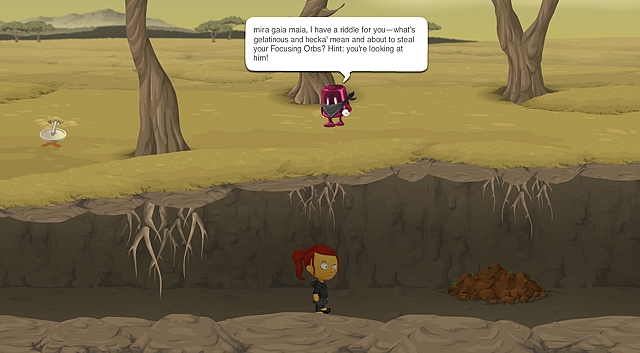 mira gaia maia, I have a riddle for you—what's
gelatinous and hecka' mean and about to steal
your Focusing Orbs? Hint: you're looking at
him!